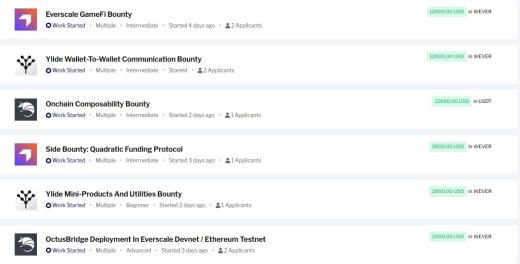 Everscale GameFi Bounty
12000.00 USD in WEVER
Work Started • Multiple • Intermediate • Started 4 days ago • 2 Applicants
Ylide Wallet-To-Wallet Communication Bounty
12000.00 USD in WEVER
Work Started • Multiple • Intermediate • Started • 2 Applicants
Onchain Composability Bounty
12000.00 USD in USDT
Work Started • Multiple • Intermediate • Started 2 days ago • 1 Applicants
Side Bounty: Quadratic Funding Protocol
3000.00 USD in WEVER
Work Started • Multiple • Intermediate • Started 3 days ago • 1 Applicants
Ylide Mini-Products And Utilities Bounty
2000.00 USD in WEVER
Work Started • Multiple • Beginner • Started 2 days ago • 1 Applicants
OctusBridge Deployment In Everscale Devnet / Ethereum Testnet
2000.00 USD in WEVER
Work Started • Multiple • Advanced • Started 3 days ago • 2 Applicants